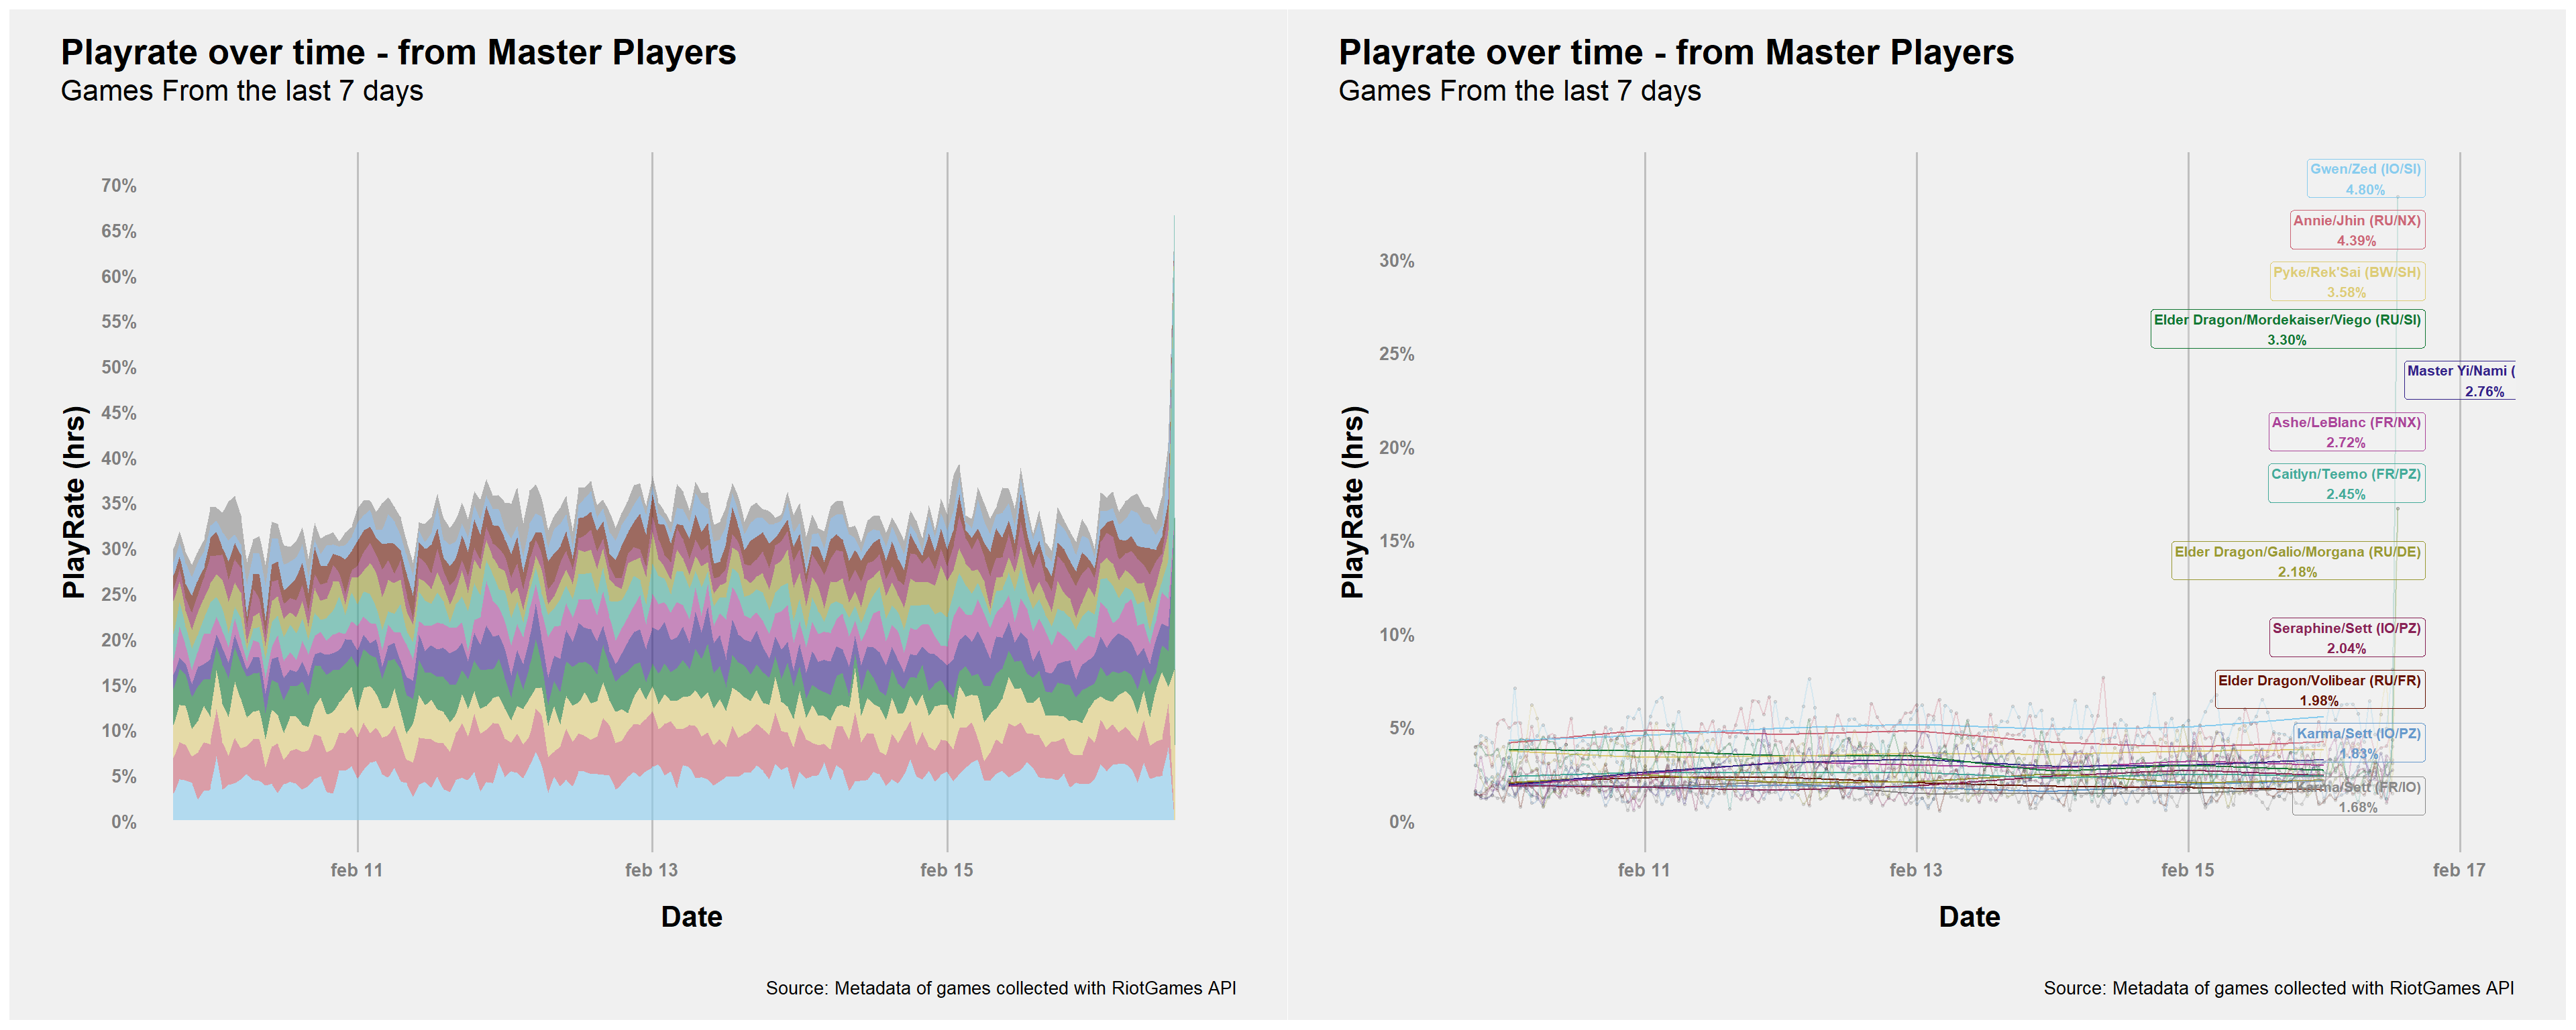 Playrate over time - from Master Players
Games From the last 7 days
PlayRate (hrs)
70%
65%
60%
55%
50%
45%
40%
35%
30%
25%
20%
15%
10%
5%
0%
feb 11
feb 13
feb 15
Date
Source: Metadata of games collected with RiotGames API
Playrate over time - from Master Players
Games From the last 7 days
PlayRate (hrs)
30%
25%
20%
15%
10%
5%
0%
Gwen/Zed (IO/SI)
4.80%
Annie/Jhin (RU/NX)
4.39%
Pyke/Rek'Sai (BW/SH)
3.58%
Elder Dragon/Mordekaiser/Viego (RU/SI)
3.30%
Master Yi/Nami (
2.76%
Ashe/LeBlanc (FR/NX)
2.72%
Caitlyn/Teemo (FR/PZ)
2.45%
Elder Dragon/Galio/Morgana (RU/DE)
2.18%
Seraphine/Sett (IO/PZ)
2.04%
Elder Dragon/Volibear (RU/FR)
1.98%
Karma/Sett (IO/PZ)
1.83%
Karma/Sett (FR/IO)
1.68%
feb 11
feb 13
feb 15
feb 17
Date
Source: Metadata of games collected with RiotGames API